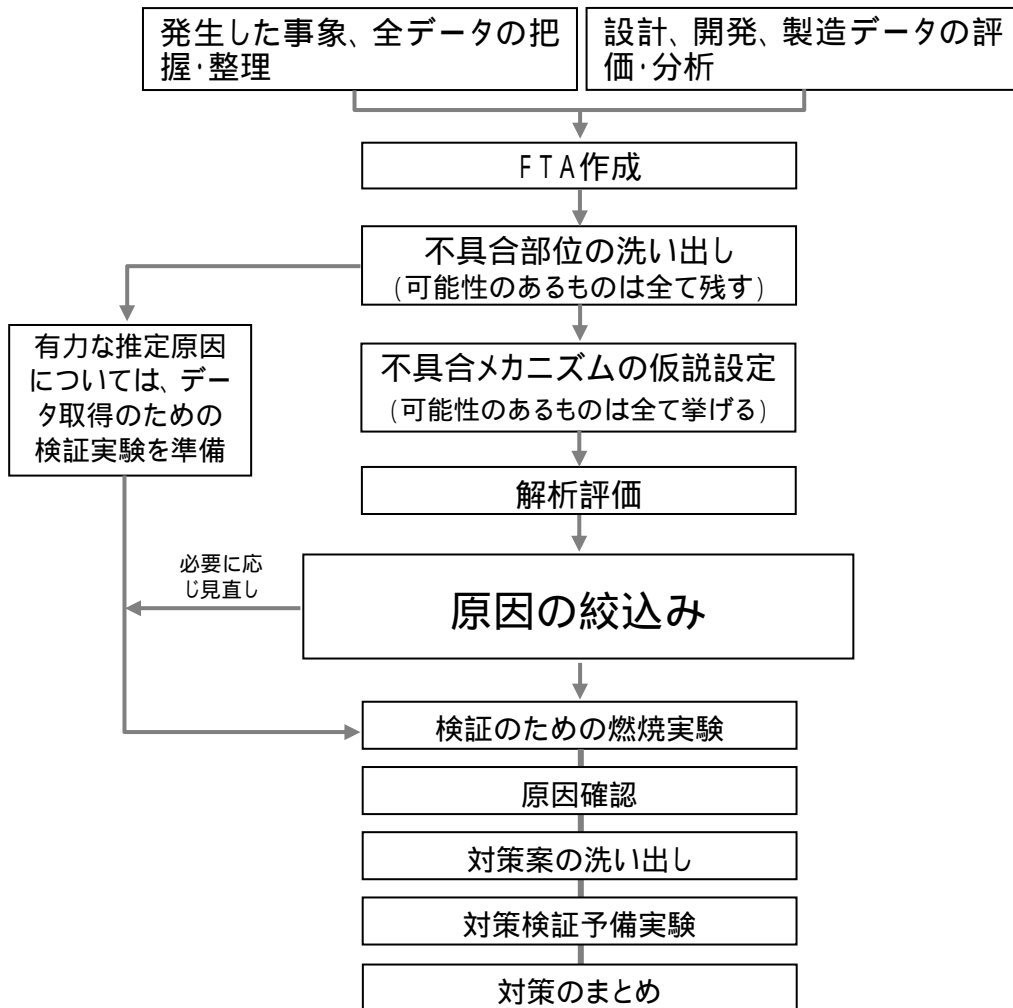 発生した事象、全データの把
握・整理
設計、開発、製造データの評
価・分析
FTA作成
不具合部位の洗い出し
(可能性のあるものは全て残す)
有力な推定原因
については、デー
タ取得のための
検証実験を準備
不具合メカニズムの仮説設定
(可能性のあるものは全て挙げる)
解析評価
必要に応
じ見直し
原因の絞込み
検証のための燃焼実験
原因確認
対策案の洗い出し
対策検証予備実験
対策のまとめ